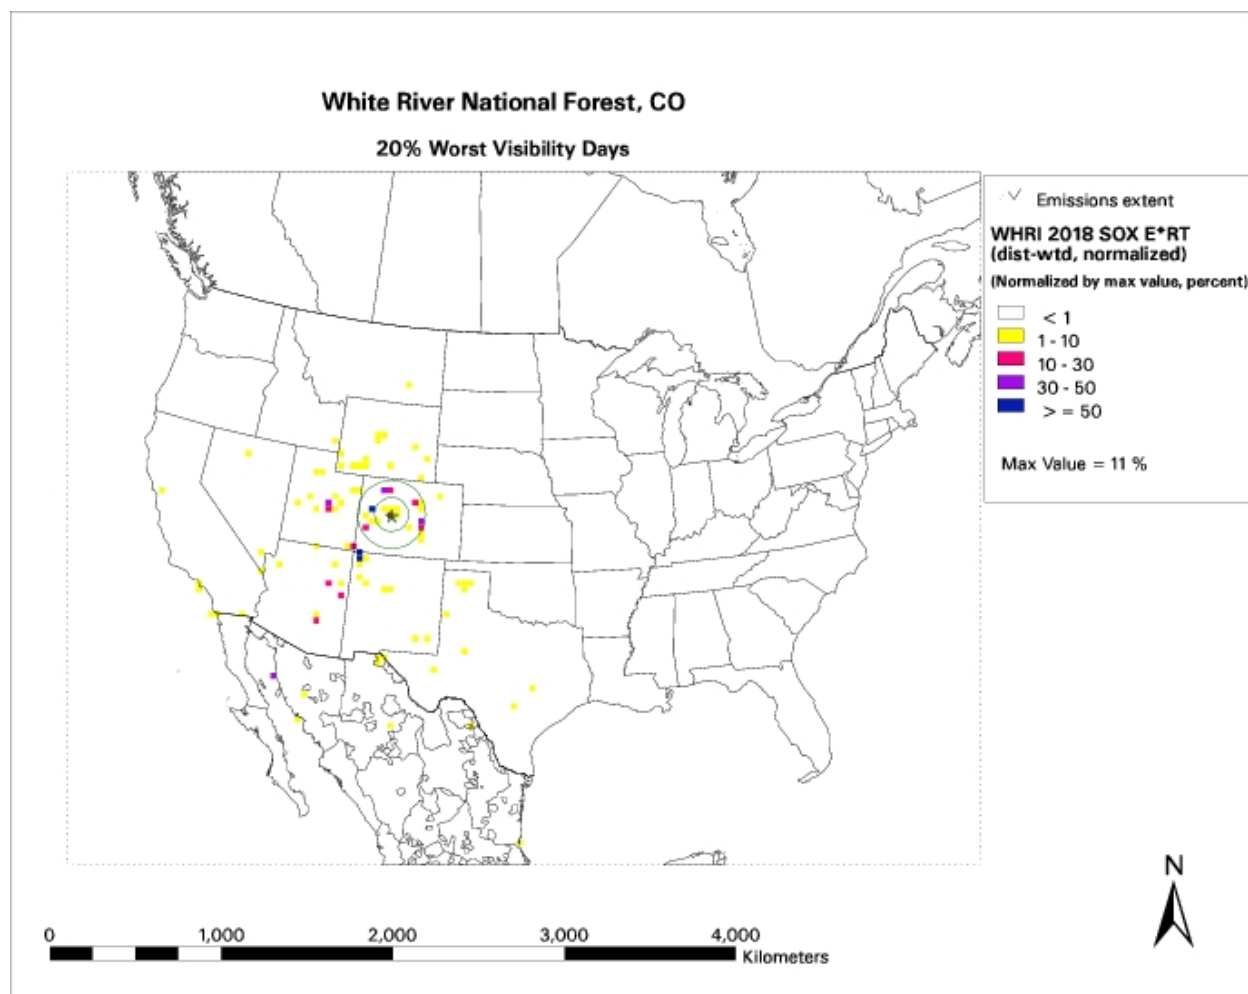 White River National Forest, CO
20% Worst Visibility Days
Emissions extent
WHRI 2018 SOX E*RT
(dist-wtd, normalized)
(Normalized by max value, percent)
< 1
1 - 10
10 - 30
30 - 50
> = 50
Max Value = 11 %
N
0 1,000 2,000 3,000 4,000
Kilometers